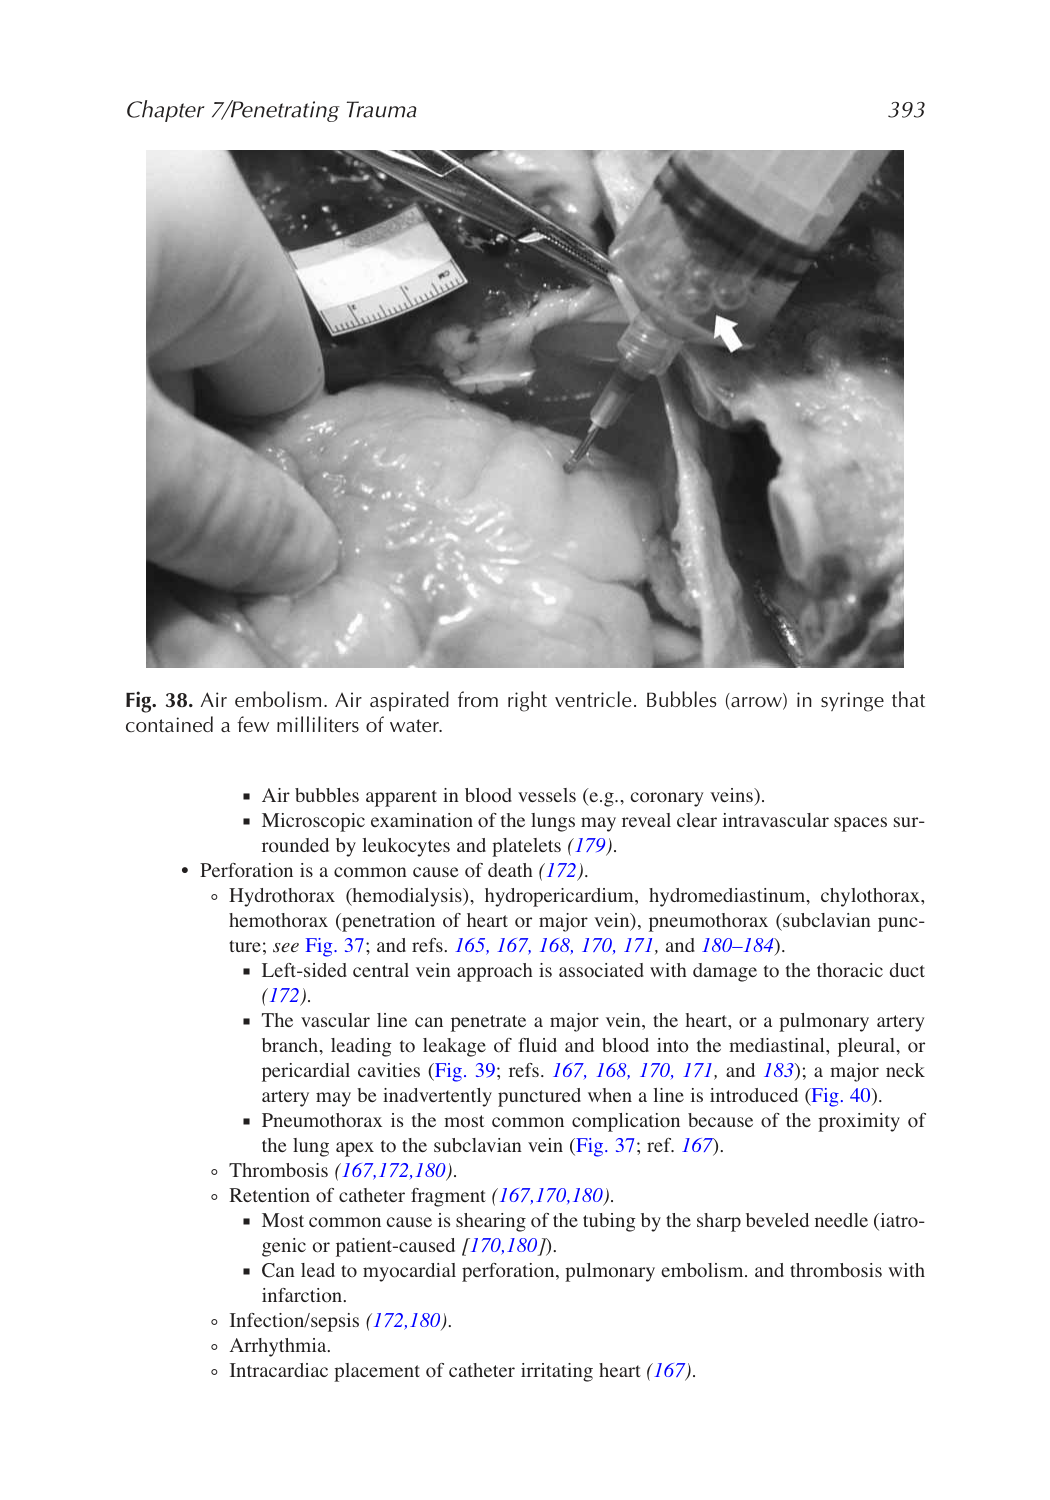 Chapter 7/Penetrating Trauma 393
CM
Fig. 38. Air embolism. Air aspirated from right ventricle. Bubbles (arrow) in syringe that
contained a few milliliters of water.
▪ Air bubbles apparent in blood vessels (e.g., coronary veins).
▪ Microscopic examination of the lungs may reveal clear intravascular spaces sur-
rounded by leukocytes and platelets (179).
• Perforation is a common cause of death (172).
◦ Hydrothorax (hemodialysis), hydropericardium, hydromediastinum, chylothorax,
hemothorax (penetration of heart or major vein), pneumothorax (subclavian punc-
ture; see Fig. 37; and refs. 165, 167, 168, 170, 171, and 180–184).
▪ Left-sided central vein approach is associated with damage to the thoracic duct
(172).
▪ The vascular line can penetrate a major vein, the heart, or a pulmonary artery
branch, leading to leakage of fluid and blood into the mediastinal, pleural, or
pericardial cavities (Fig. 39; refs. 167, 168, 170, 171, and 183); a major neck
artery may be inadvertently punctured when a line is introduced (Fig. 40).
▪ Pneumothorax is the most common complication because of the proximity of
the lung apex to the subclavian vein (Fig. 37; ref. 167).
◦ Thrombosis (167,172,180).
◦ Retention of catheter fragment (167,170,180).
▪ Most common cause is shearing of the tubing by the sharp beveled needle (iatro-
genic or patient-caused [170,180]).
▪ Can lead to myocardial perforation, pulmonary embolism. and thrombosis with
infarction.
◦ Infection/sepsis (172,180).
◦ Arrhythmia.
◦ Intracardiac placement of catheter irritating heart (167).